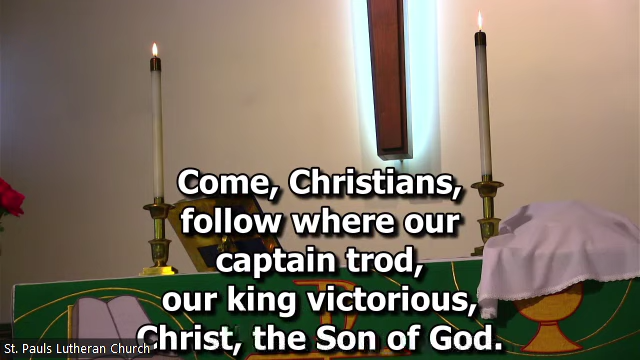 Come, Christians,
follow where our
captain trod,
our king victorious,
Christ, the Son of God.
St. Pauls Lutheran Church